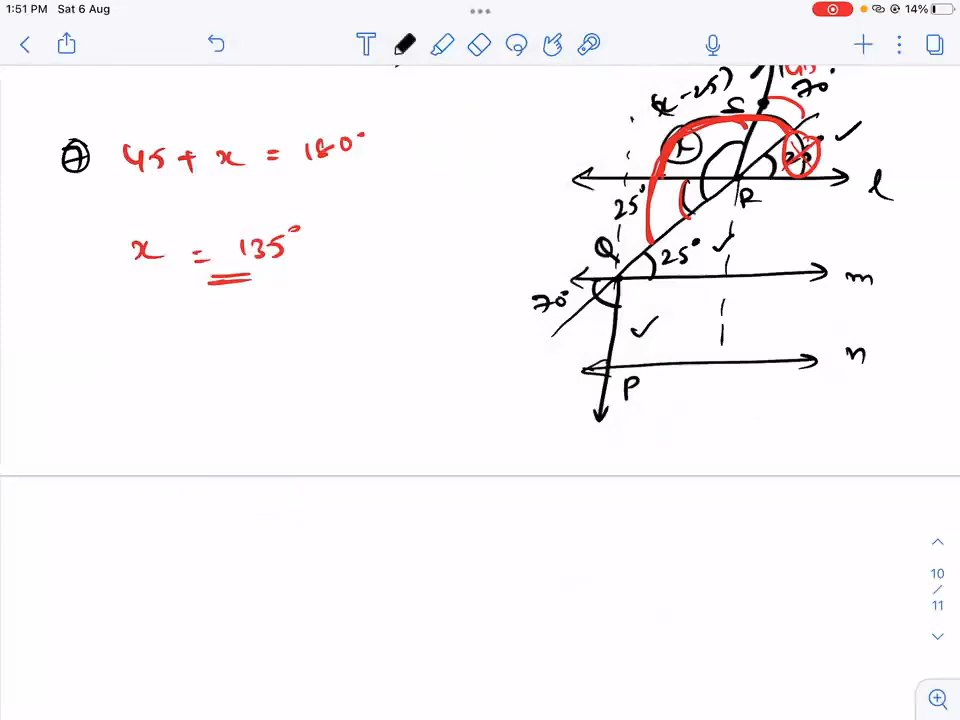 1:51 PM Sat 6 Aug
14%
T
45°
70°
(x-25)
S
⇒ 45 + x = 180°
x
25°
l
R
25°
x = 135°
Q
25°
m
70°
n
P
10
/
11